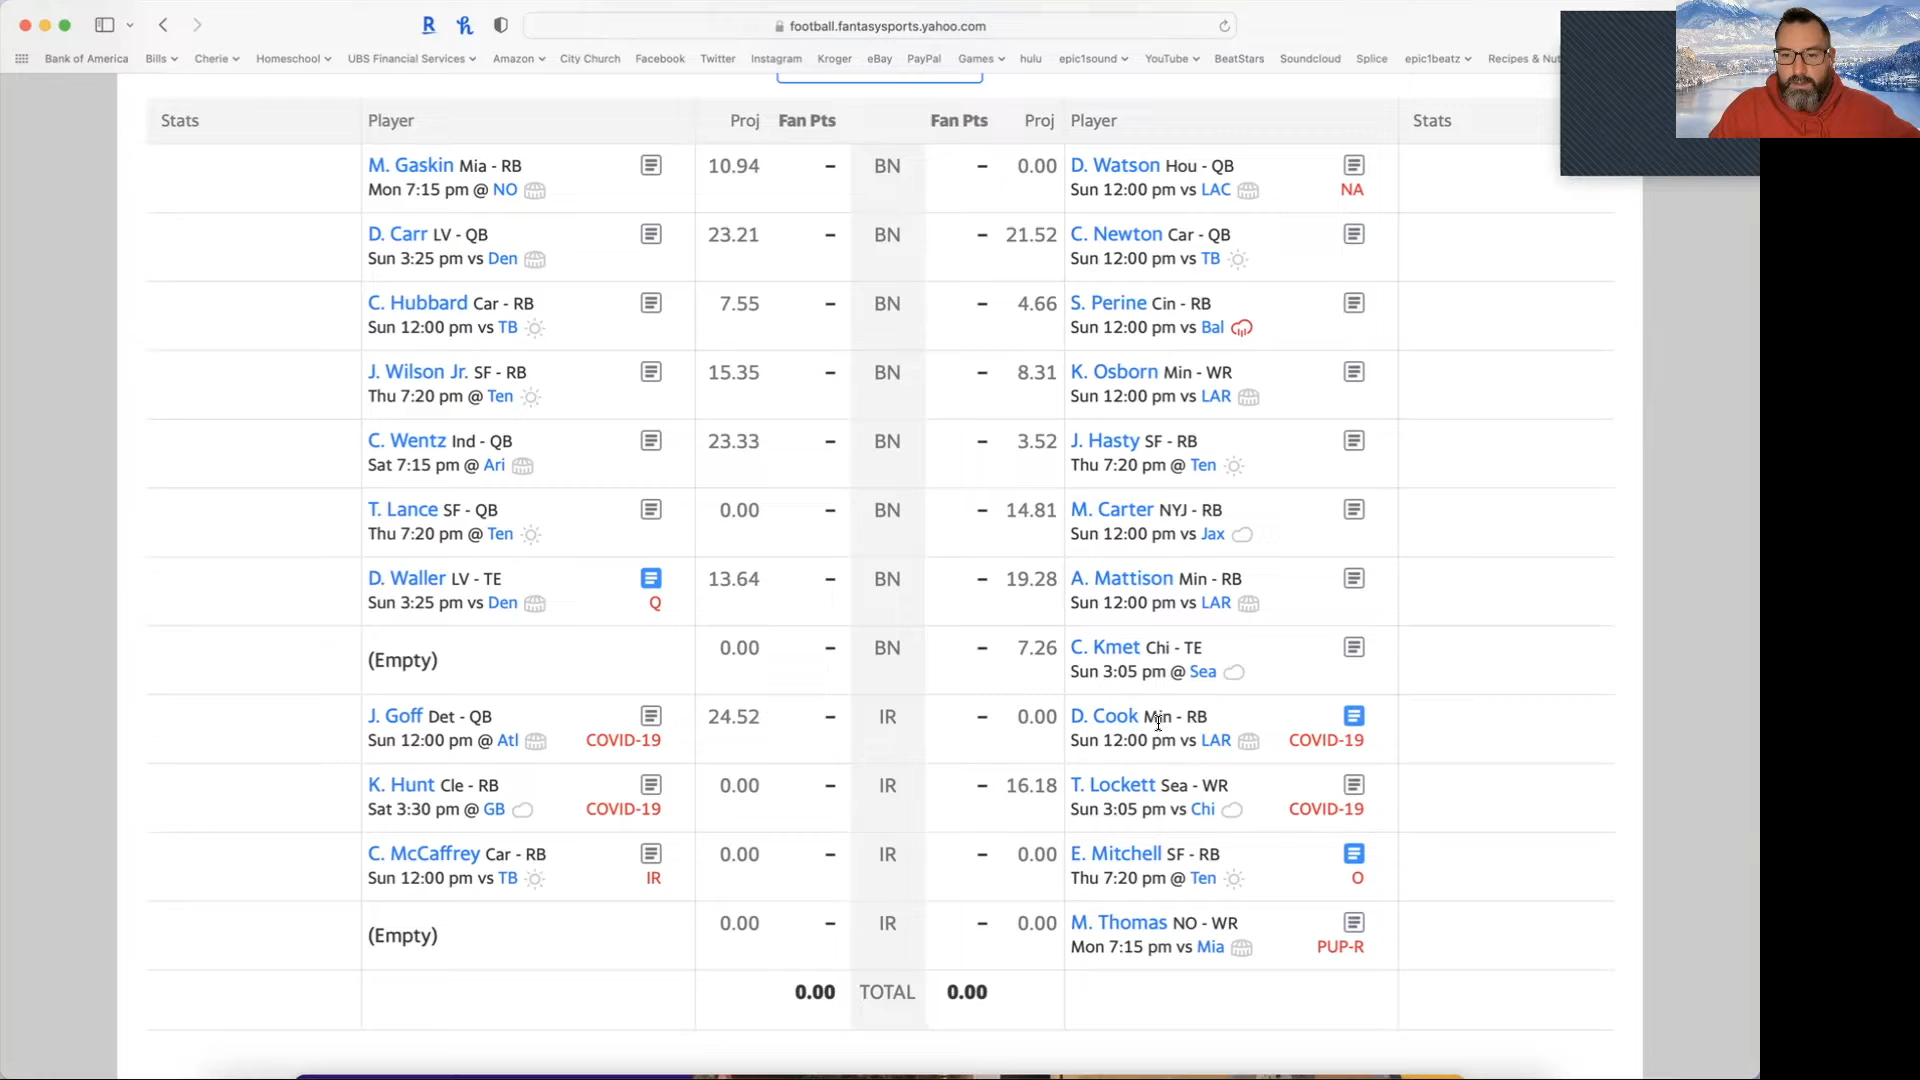 football.fantasysports.yahoo.com
Bank of America Bills Cherie Homeschool UBS Financial Services Amazon City Church Facebook Twitter Instagram Kroger eBay PayPal Games hulu epic1sound YouTube BeatStars Soundcloud Splice epic1beatz Recipes & Nut
Stats Player Proj Fan Pts Fan Pts Proj Player Stats
M. Gaskin Mia - RB 10.94 – BN – 0.00 D. Watson Hou - QB
Mon 7:15 pm @ NO Sun 12:00 pm vs LAC NA
D. Carr LV - QB 23.21 – BN – 21.52 C. Newton Car - QB
Sun 3:25 pm vs Den Sun 12:00 pm vs TB
C. Hubbard Car - RB 7.55 – BN – 4.66 S. Perine Cin - RB
Sun 12:00 pm vs TB Sun 12:00 pm vs Bal
J. Wilson Jr. SF - RB 15.35 – BN – 8.31 K. Osborn Min - WR
Thu 7:20 pm @ Ten Sun 12:00 pm vs LAR
C. Wentz Ind - QB 23.33 – BN – 3.52 J. Hasty SF - RB
Sat 7:15 pm @ Ari Thu 7:20 pm @ Ten
T. Lance SF - QB 0.00 – BN – 14.81 M. Carter NYJ - RB
Thu 7:20 pm @ Ten Sun 12:00 pm vs Jax
D. Waller LV - TE 13.64 – BN – 19.28 A. Mattison Min - RB
Sun 3:25 pm vs Den Q Sun 12:00 pm vs LAR
(Empty) 0.00 – BN – 7.26 C. Kmet Chi - TE
Sun 3:05 pm @ Sea
J. Goff Det - QB 24.52 – IR – 0.00 D. Cook Min - RB
Sun 12:00 pm @ Atl COVID-19 Sun 12:00 pm vs LAR COVID-19
K. Hunt Cle - RB 0.00 – IR – 16.18 T. Lockett Sea - WR
Sat 3:30 pm @ GB COVID-19 Sun 3:05 pm vs Chi COVID-19
C. McCaffrey Car - RB 0.00 – IR – 0.00 E. Mitchell SF - RB
Sun 12:00 pm vs TB IR Thu 7:20 pm @ Ten O
(Empty) 0.00 – IR – 0.00 M. Thomas NO - WR
Mon 7:15 pm vs Mia PUP-R
0.00 TOTAL 0.00